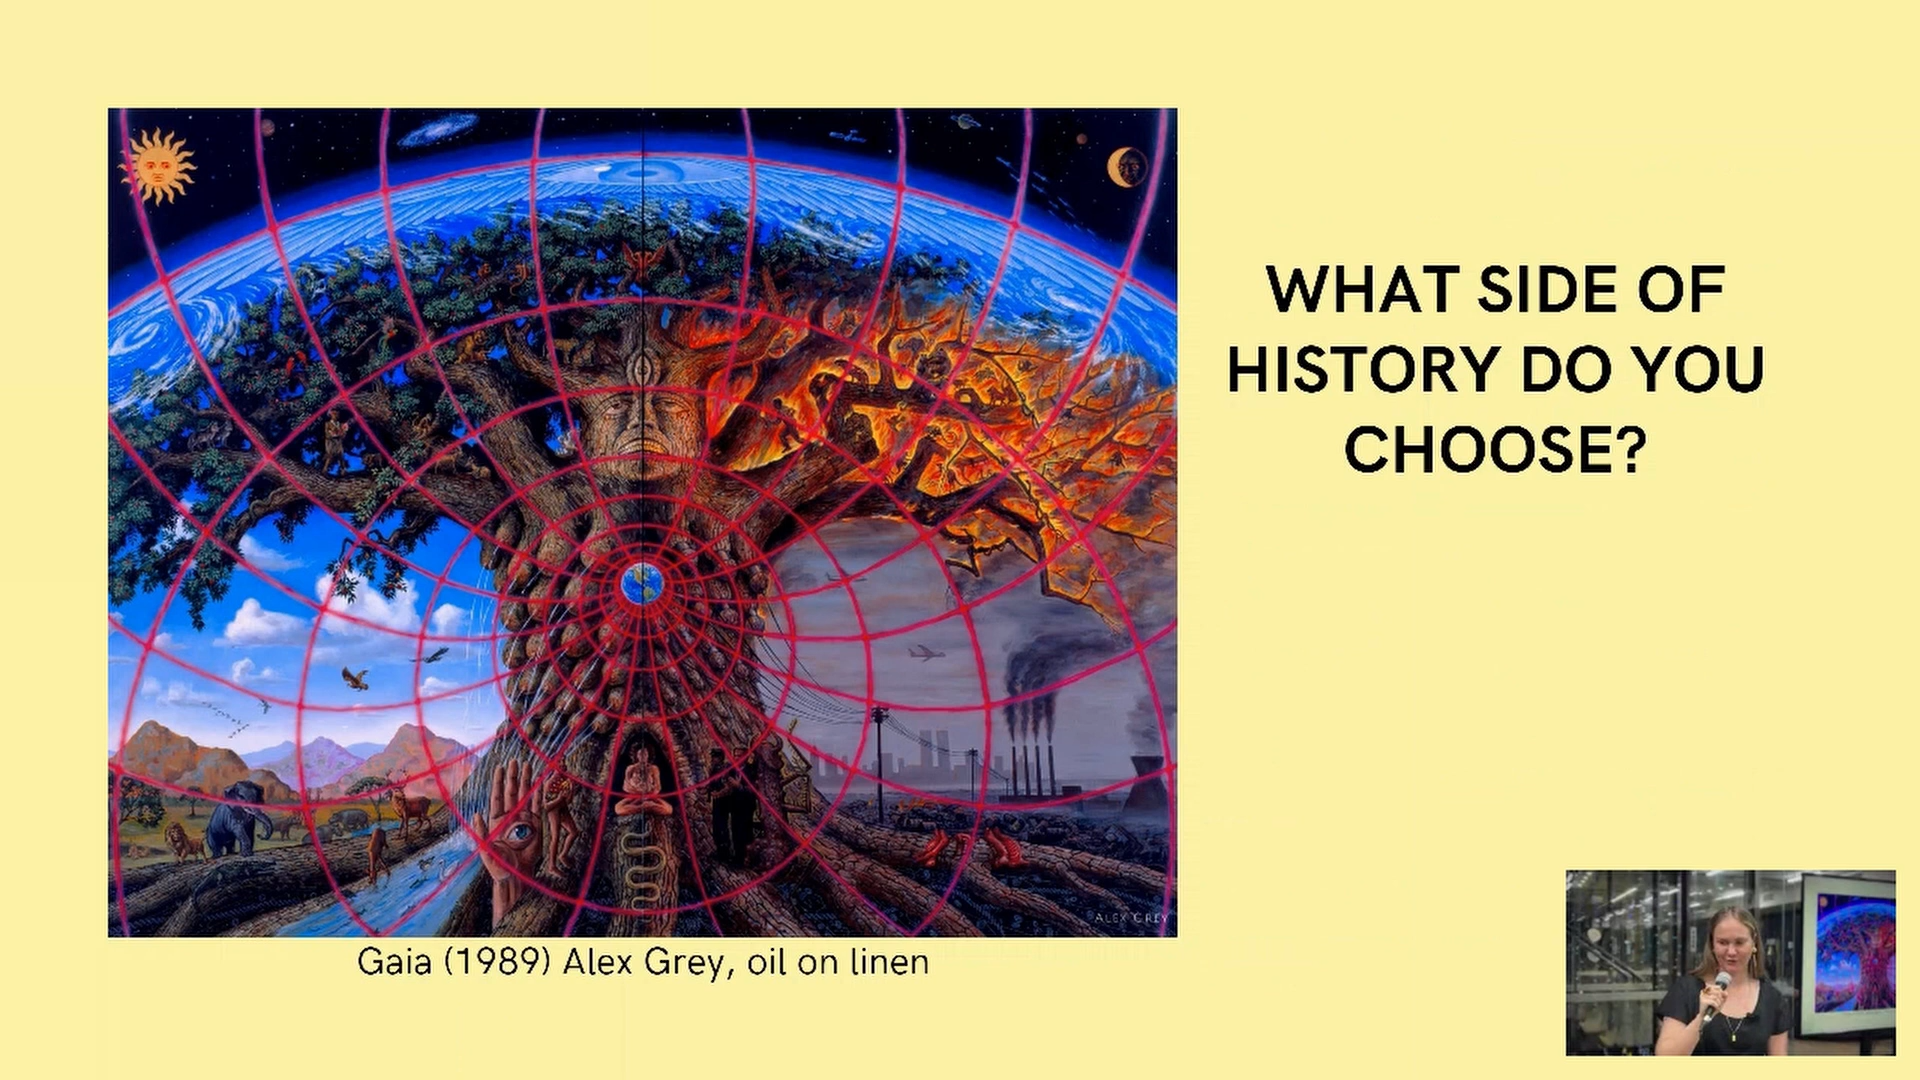 WHAT SIDE OF
HISTORY DO YOU
CHOOSE?
ALEX GREY
Gaia (1989) Alex Grey, oil on linen